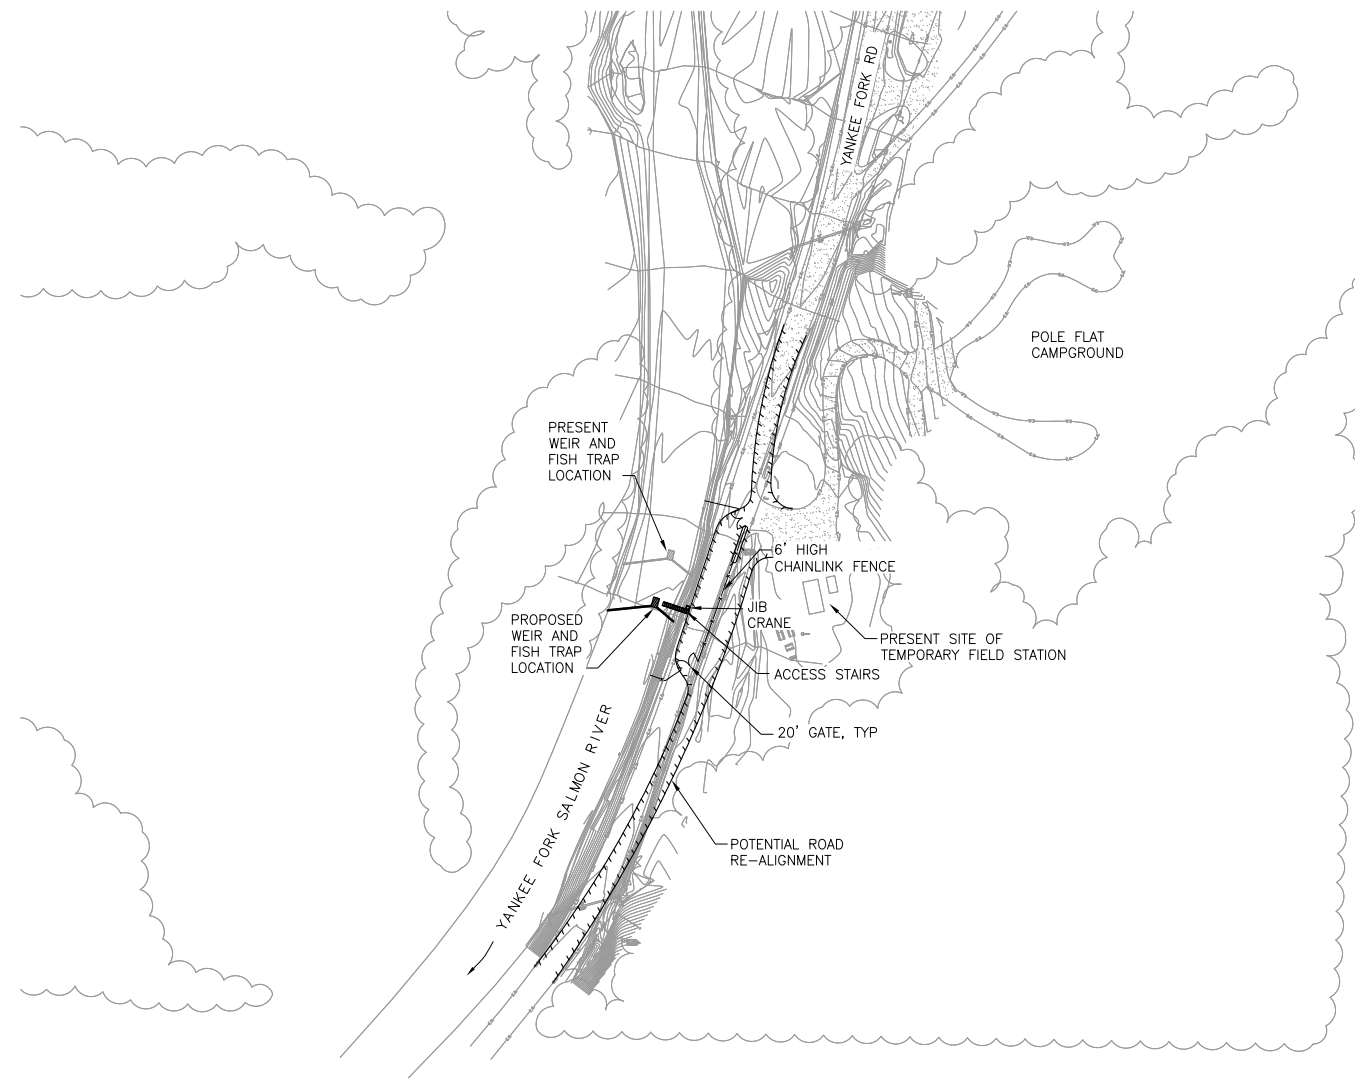 YANKEE FORK RD
POLE FLAT
CAMPGROUND
PRESENT
WEIR AND
FISH TRAP
LOCATION
6' HIGH
CHAINLINK FENCE
JIB
CRANE
PROPOSED
WEIR AND
FISH TRAP
LOCATION
PRESENT SITE OF
TEMPORARY FIELD STATION
ACCESS STAIRS
20' GATE, TYP
YANKEE FORK SALMON RIVER
POTENTIAL ROAD
RE-ALIGNMENT